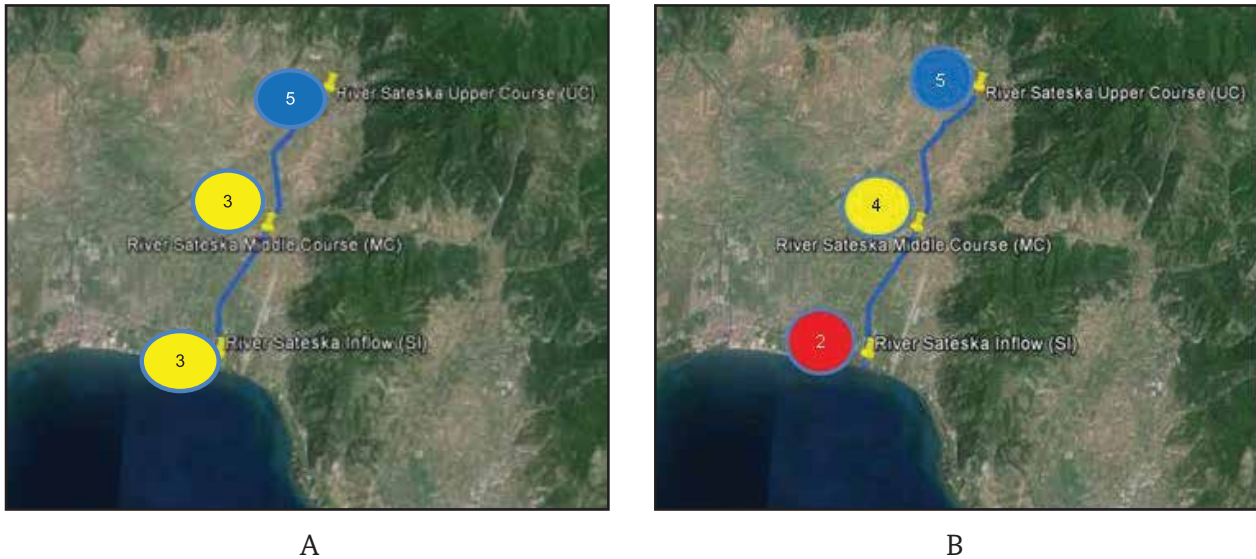 5
River Sateska Upper Course (UC)
3
River Sateska Middle Course (MC)
3
River Sateska Inflow (SI)
A
5
River Sateska Upper Course (UC)
4
River Sateska Middle Course (MC)
2
River Sateska Inflow (SI)
B